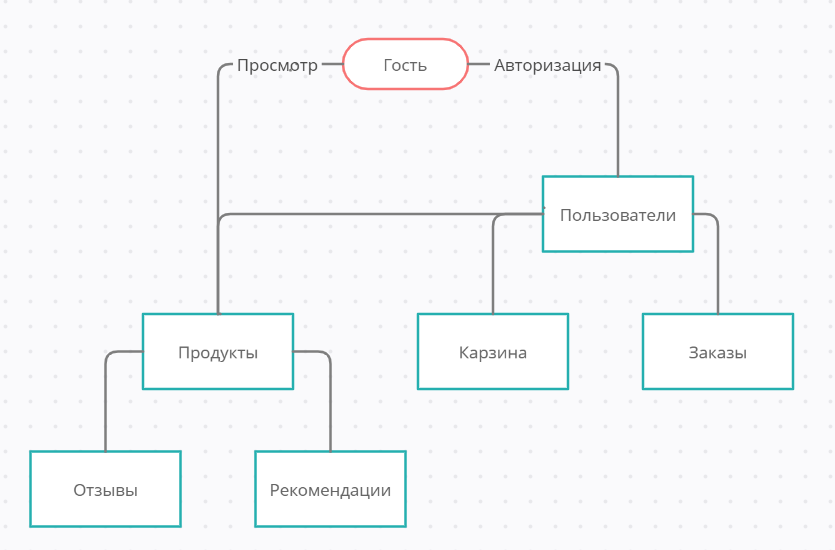 Просмотр
Гость
Авторизация
Пользователи
Продукты
Карзина
Заказы
Отзывы
Рекомендации